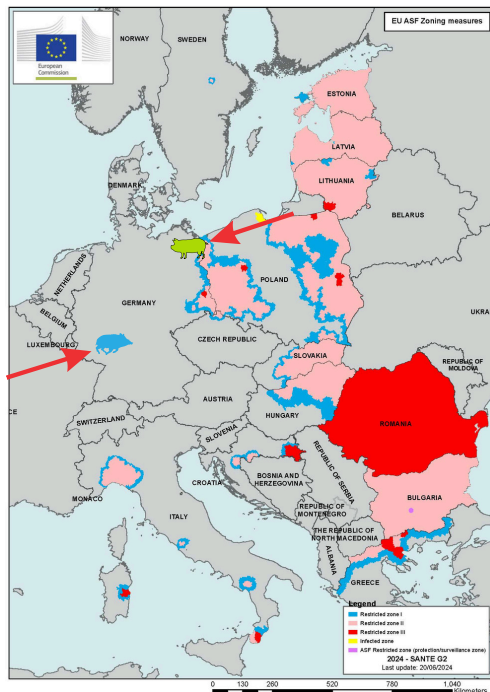 EU ASF Zoning measures
European
Commission
NORWAY
SWEDEN
ESTONIA
LATVIA
LITHUANIA
DENMARK
BELARUS
NETHERLANDS
POLAND
GERMANY
BELGIUM
UKRA
LUXEMBOURG
CZECH REPUBLIC
SLOVAKIA
REPUBLIC OF
MOLDOVA
CE
AUSTRIA
HUNGARY
SWITZERLAND
SLOVENIA
ROMANIA
CROATIA
BOSNIA AND
HERZEGOVINA
REPUBLIC OF SERBIA
MONACO
ITALY
REPUBLIC OF
MONTENEGRO
BULGARIA
THE REPUBLIC OF
NORTH MACEDONIA
ALBANIA
GREECE
Legend
Restricted zone I
Restricted zone II
Restricted zone III
Infected zone
ASF Restricted zone (protection/surveillance zone)
2024 - SANTE G2
Last update: 20/06/2024
0 130 260 520 780 1,040
Kilometers